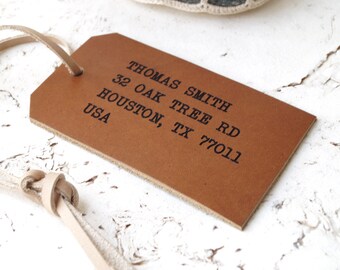 THOMAS SMITH
32 OAK TREE RD
HOUSTON, TX 77011
USA